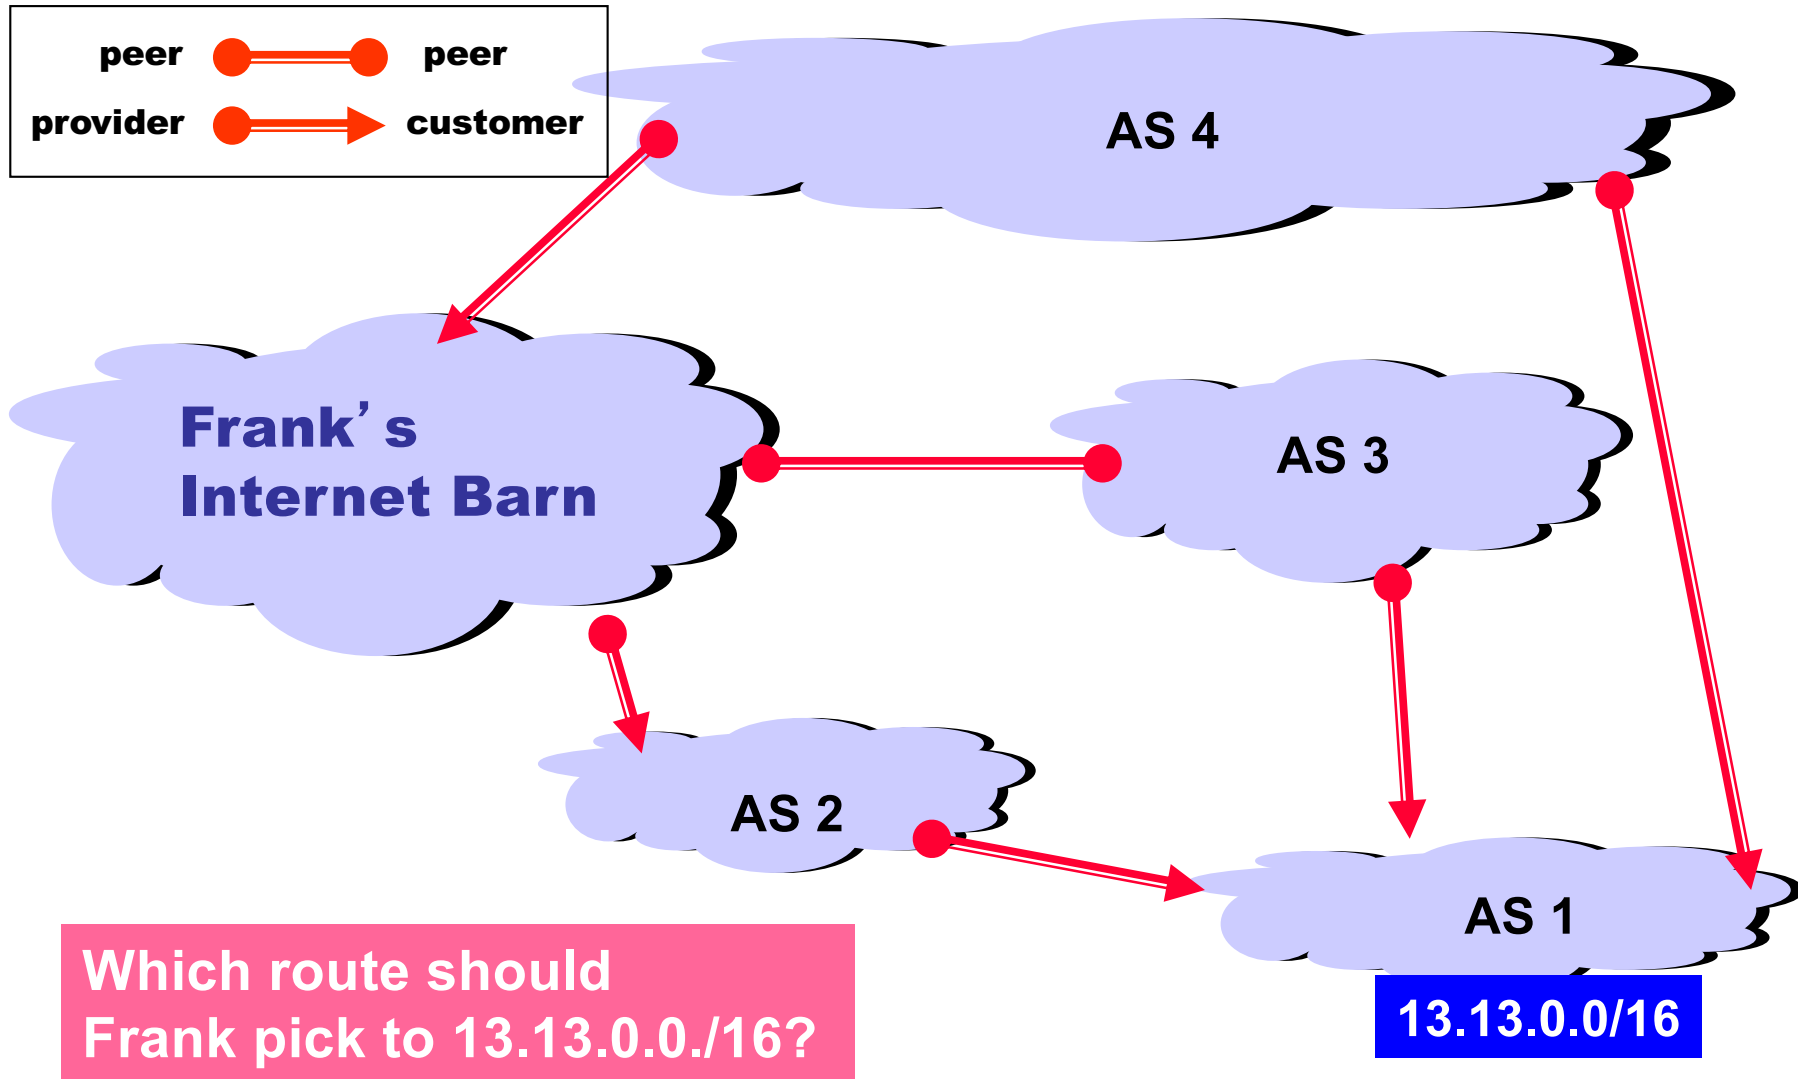 peer peer
provider customer
AS 4
Frank's
Internet Barn
AS 3
AS 2
AS 1
Which route should
Frank pick to 13.13.0.0./16?
13.13.0.0/16